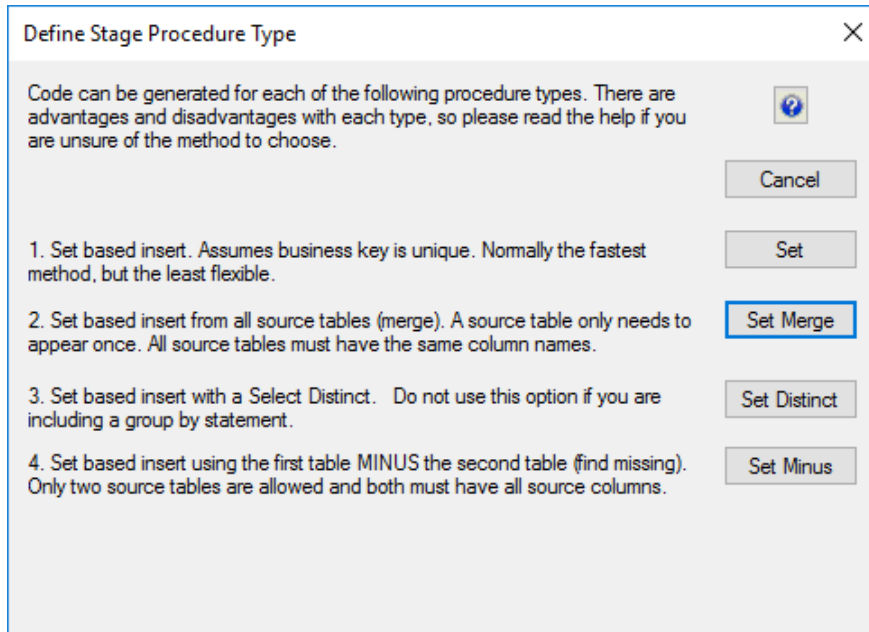 Define Stage Procedure Type
Code can be generated for each of the following procedure types. There are
advantages and disadvantages with each type, so please read the help if you
are unsure of the method to choose.
Cancel
1. Set based insert. Assumes business key is unique. Normally the fastest
method, but the least flexible.
Set
2. Set based insert from all source tables (merge). A source table only needs to
appear once. All source tables must have the same column names.
Set Merge
3. Set based insert with a Select Distinct.   Do not use this option if you are
including a group by statement.
Set Distinct
4. Set based insert using the first table MINUS the second table (find missing).
Only two source tables are allowed and both must have all source columns.
Set Minus